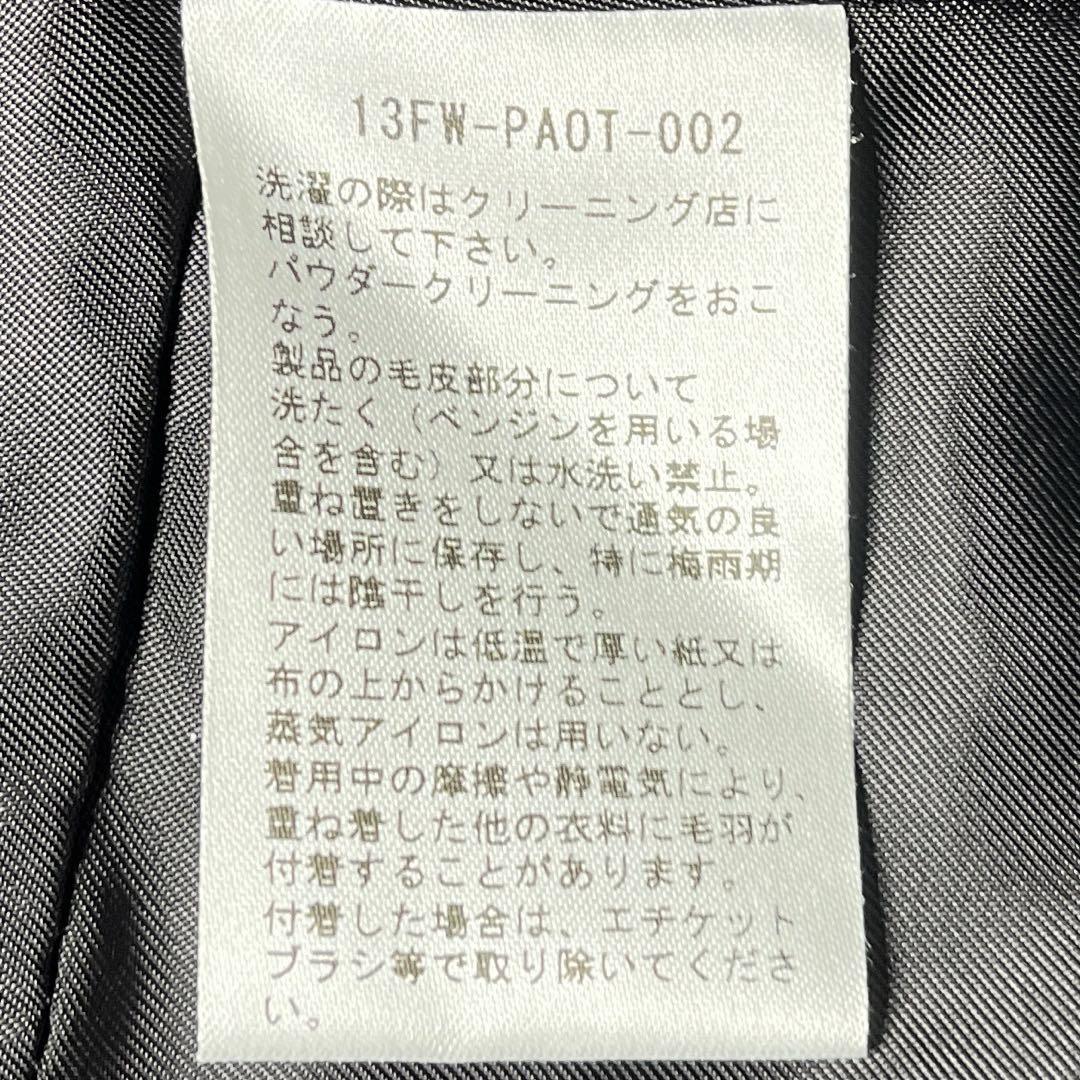 13FW-PAOT-002
洗濯の際はクリーニング店に
相談して下さい。
パウダークリーニングをおこ
なう。
製品の毛皮部分について
洗たく（ベンジンを用いる場
合を含む）又は水洗い禁止。
重ね置きをしないで通気の良
い場所に保存し、特に梅雨期
には陰干しを行う。
アイロンは低温で厚い紙又は
布の上からかけることとし、
蒸気アイロンは用いない。
着用中の摩擦や静電気により、
重ね着した他の衣料に毛羽が
付着することがあります。
付着した場合は、エチケット
ブラシ等で取り除いてくださ
い。